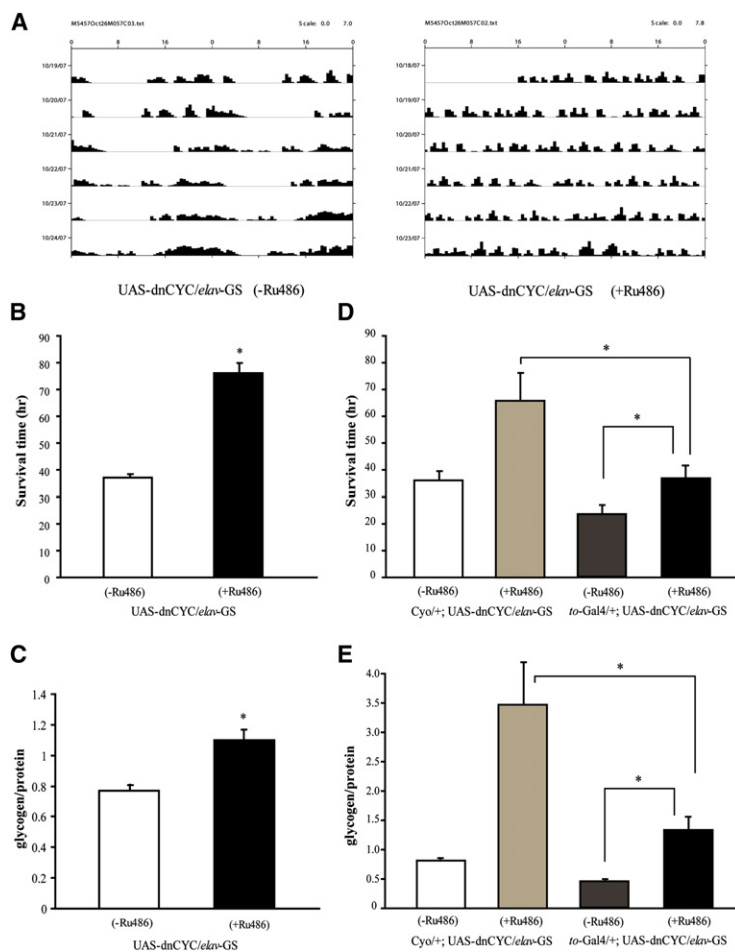 A
M5457Oct26M057C03.txt Scale: 0.0 7.0
0 8 16 0 8 16 0
10/19/07
10/20/07
10/21/07
10/22/07
10/23/07
10/24/07
UAS-dnCYC/elav-GS (-Ru486)
M5457Oct26M057C02.txt Scale: 0.0 7.8
0 8 16 0 8 16 0
10/18/07
10/19/07
10/20/07
10/21/07
10/22/07
10/23/07
UAS-dnCYC/elav-GS (+Ru486)
B
Survival time (hr)
90
80
70
60
50
40
30
20
10
0
*
(-Ru486) (+Ru486)
UAS-dnCYC/elav-GS
D
Survival time (hr)
90
80
70
60
50
40
30
20
10
0
*
*
(-Ru486) (+Ru486) (-Ru486) (+Ru486)
Cyo/+; UAS-dnCYC/elav-GS to-Gal4/+; UAS-dnCYC/elav-GS
C
glycogen/protein
1.4
1.2
1
0.8
0.6
0.4
0.2
0
*
(-Ru486) (+Ru486)
UAS-dnCYC/elav-GS
E
glycogen/protein
4.0
3.5
3.0
2.5
2.0
1.5
1.0
0.5
0
*
*
(-Ru486) (+Ru486) (-Ru486) (+Ru486)
Cyo/+; UAS-dnCYC/elav-GS to-Gal4/+; UAS-dnCYC/elav-GS